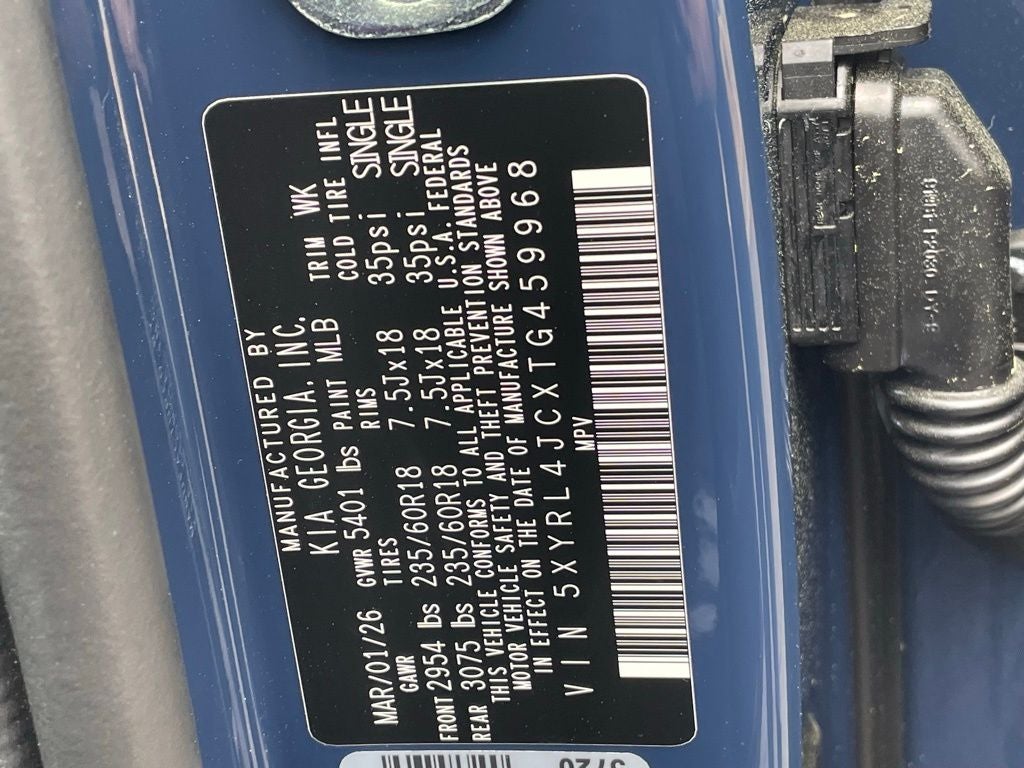 MANUFACTURED BY
KIA GEORGIA, INC.
MAR/01/26 GVWR 5401 lbs PAINT MLB TRIM WK
GAWR TIRES RIMS COLD TIRE INFL
FRONT 2954 lbs 235/60R18 7.5Jx18 35psi SINGLE
REAR 3075 lbs 235/60R18 7.5Jx18 35psi SINGLE
THIS VEHICLE CONFORMS TO ALL APPLICABLE U.S.A. FEDERAL
MOTOR VEHICLE SAFETY AND THEFT PREVENTION STANDARDS
IN EFFECT ON THE DATE OF MANUFACTURE SHOWN ABOVE
VIN 5XYRL4JCXTG459968
MPV